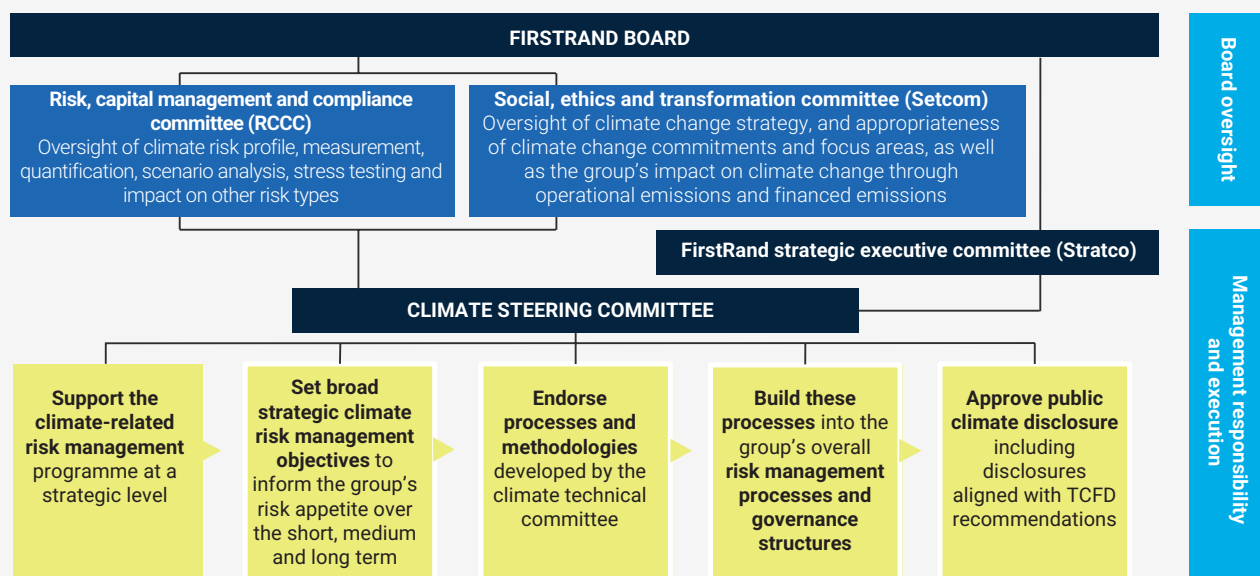 FIRSTRAND BOARD
Risk, capital management and compliance
committee (RCCC)
Oversight of climate risk profile, measurement,
quantification, scenario analysis, stress testing and
impact on other risk types
Social, ethics and transformation committee (Setcom)
Oversight of climate change strategy, and appropriateness
of climate change commitments and focus areas, as well
as the group's impact on climate change through
operational emissions and financed emissions
Board oversight
FirstRand strategic executive committee (Stratco)
CLIMATE STEERING COMMITTEE
Support the
climate-related
risk management
programme at a
strategic level
Set broad
strategic climate
risk management
objectives to
inform the group's
risk appetite over
the short, medium
and long term
Endorse
processes and
methodologies
developed by the
climate technical
committee
Build these
processes into the
group's overall
risk management
processes and
governance
structures
Approve public
climate disclosure
including
disclosures
aligned with TCFD
recommendations
Management responsibility
and execution